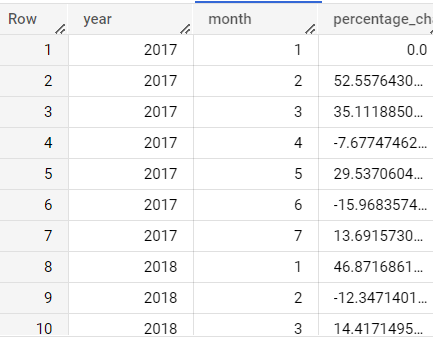 Row year month percentage_cha
1 2017 1 0.0
2 2017 2 52.5576430...
3 2017 3 35.1118850...
4 2017 4 -7.67747462...
5 2017 5 29.5370604...
6 2017 6 -15.9683574...
7 2017 7 13.6915730...
8 2018 1 46.8716861...
9 2018 2 -12.3471401...
10 2018 3 14.4171495...